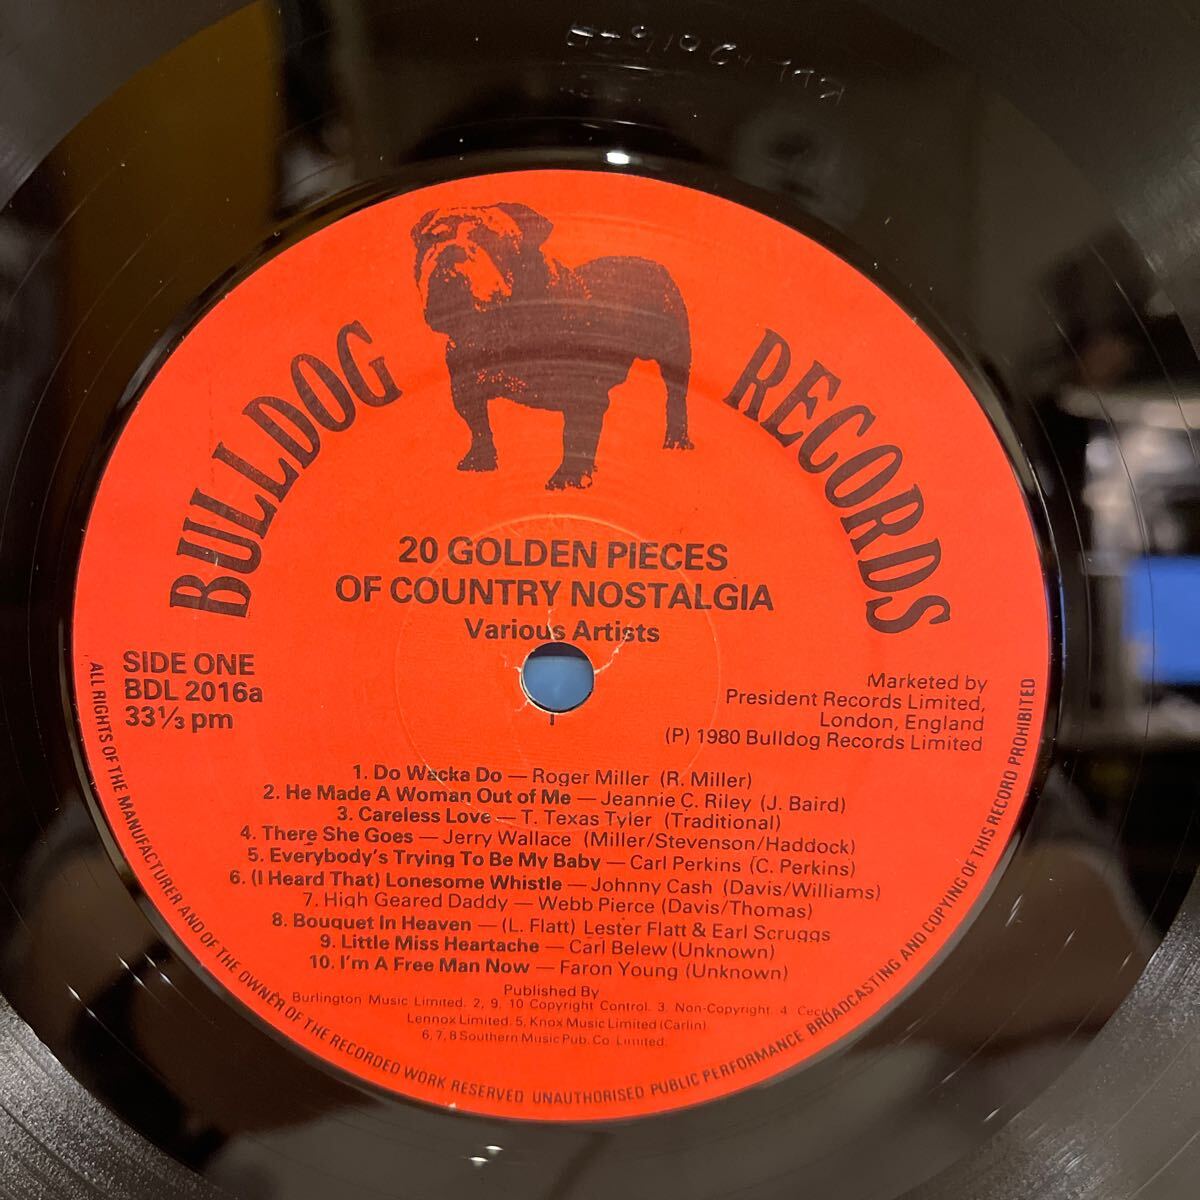 BULLDOG RECORDS
20 GOLDEN PIECES
OF COUNTRY NOSTALGIA
Various Artists
SIDE ONE
BDL 2016a
33⅓ pm
Marketed by
President Records Limited,
London, England
(P) 1980 Bulldog Records Limited
1. Do Wacka Do — Roger Miller (R. Miller)
2. He Made A Woman Out of Me — Jeannie C. Riley (J. Baird)
3. Careless Love — T. Texas Tyler (Traditional)
4. There She Goes — Jerry Wallace (Miller/Stevenson/Haddock)
5. Everybody's Trying To Be My Baby — Carl Perkins (C. Perkins)
6. (I Heard That) Lonesome Whistle — Johnny Cash (Davis/Williams)
7. High Geared Daddy — Webb Pierce (Davis/Thomas)
8. Bouquet In Heaven — (L. Flatt) Lester Flatt & Earl Scruggs
9. Little Miss Heartache — Carl Belew (Unknown)
10. I'm A Free Man Now — Faron Young (Unknown)
Published By
Burlington Music Limited. 2, 9, 10 Copyright Control. 3. Non-Copyright. 4 Cecil
Lennox Limited. 5, Knox Music Limited (Carlin)
6, 7, 8 Southern Music Pub. Co. Limited.
ALL RIGHTS OF THE MANUFACTURER AND OF THE OWNER OF THE RECORDED WORK RESERVED UNAUTHORISED PUBLIC PERFORMANCE BROADCASTING AND COPYING OF THIS RECORD PROHIBITED